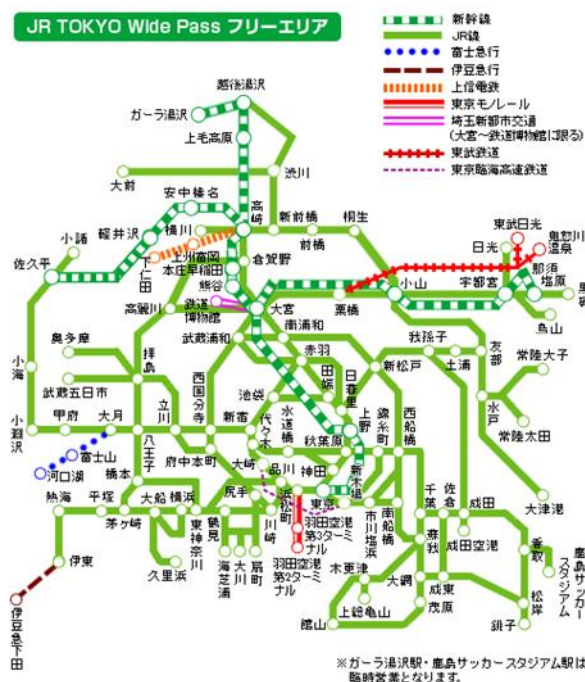 JR TOKYO Wide Pass フリーエリア
新幹線
JR線
富士急行
伊豆急行
上信電鉄
東京モノレール
埼玉新都市交通
(大宮～鉄道博物館に限る)
東武鉄道
東京臨海高速鉄道
越後湯沢
ガーラ湯沢
上毛高原
大前
渋川
安中榛名
高崎
新前橋
桐生
横川
前橋
軽井沢
小諸
上州富岡
下仁田
本庄早稲田
倉賀野
佐久平
熊谷
東武日光
鬼怒川
温泉
日光
那須
塩原
小山
宇都宮
黒磯
栗橋
烏山
高麗川
鉄道
博物館
大宮
武蔵浦和
南浦和
我孫子
土浦
友部
常陸大子
奥多摩
拝島
赤羽
新松戸
武蔵五日市
西国分寺
池袋
田端
日暮里
水戸
常陸太田
小海
小淵沢
甲府
大月
立川
新宿
代々木
水道橋
秋葉原
上野
錦糸町
西船橋
富士山
河口湖
八王子
府中本町
大崎
品川
神田
新木場
大津港
橋本
尻手
浜松町
東京
千葉
佐倉
成田
熱海
平塚
茅ヶ崎
大船
横浜
東神奈川
鶴見
川崎
羽田空港
第3ターミ
ナル
市川塩浜
南船橋
蘇我
成田空港
香取
鹿島サッカー
スタジアム
伊東
久里浜
海芝浦
大川
扇町
羽田空港
第2ターミ
ナル
木更津
大網
成東
松岸
上総亀山
茂原
銚子
館山
伊豆急下田
※ガーラ湯沢駅・鹿島サッカースタジアム駅は
臨時営業となります。